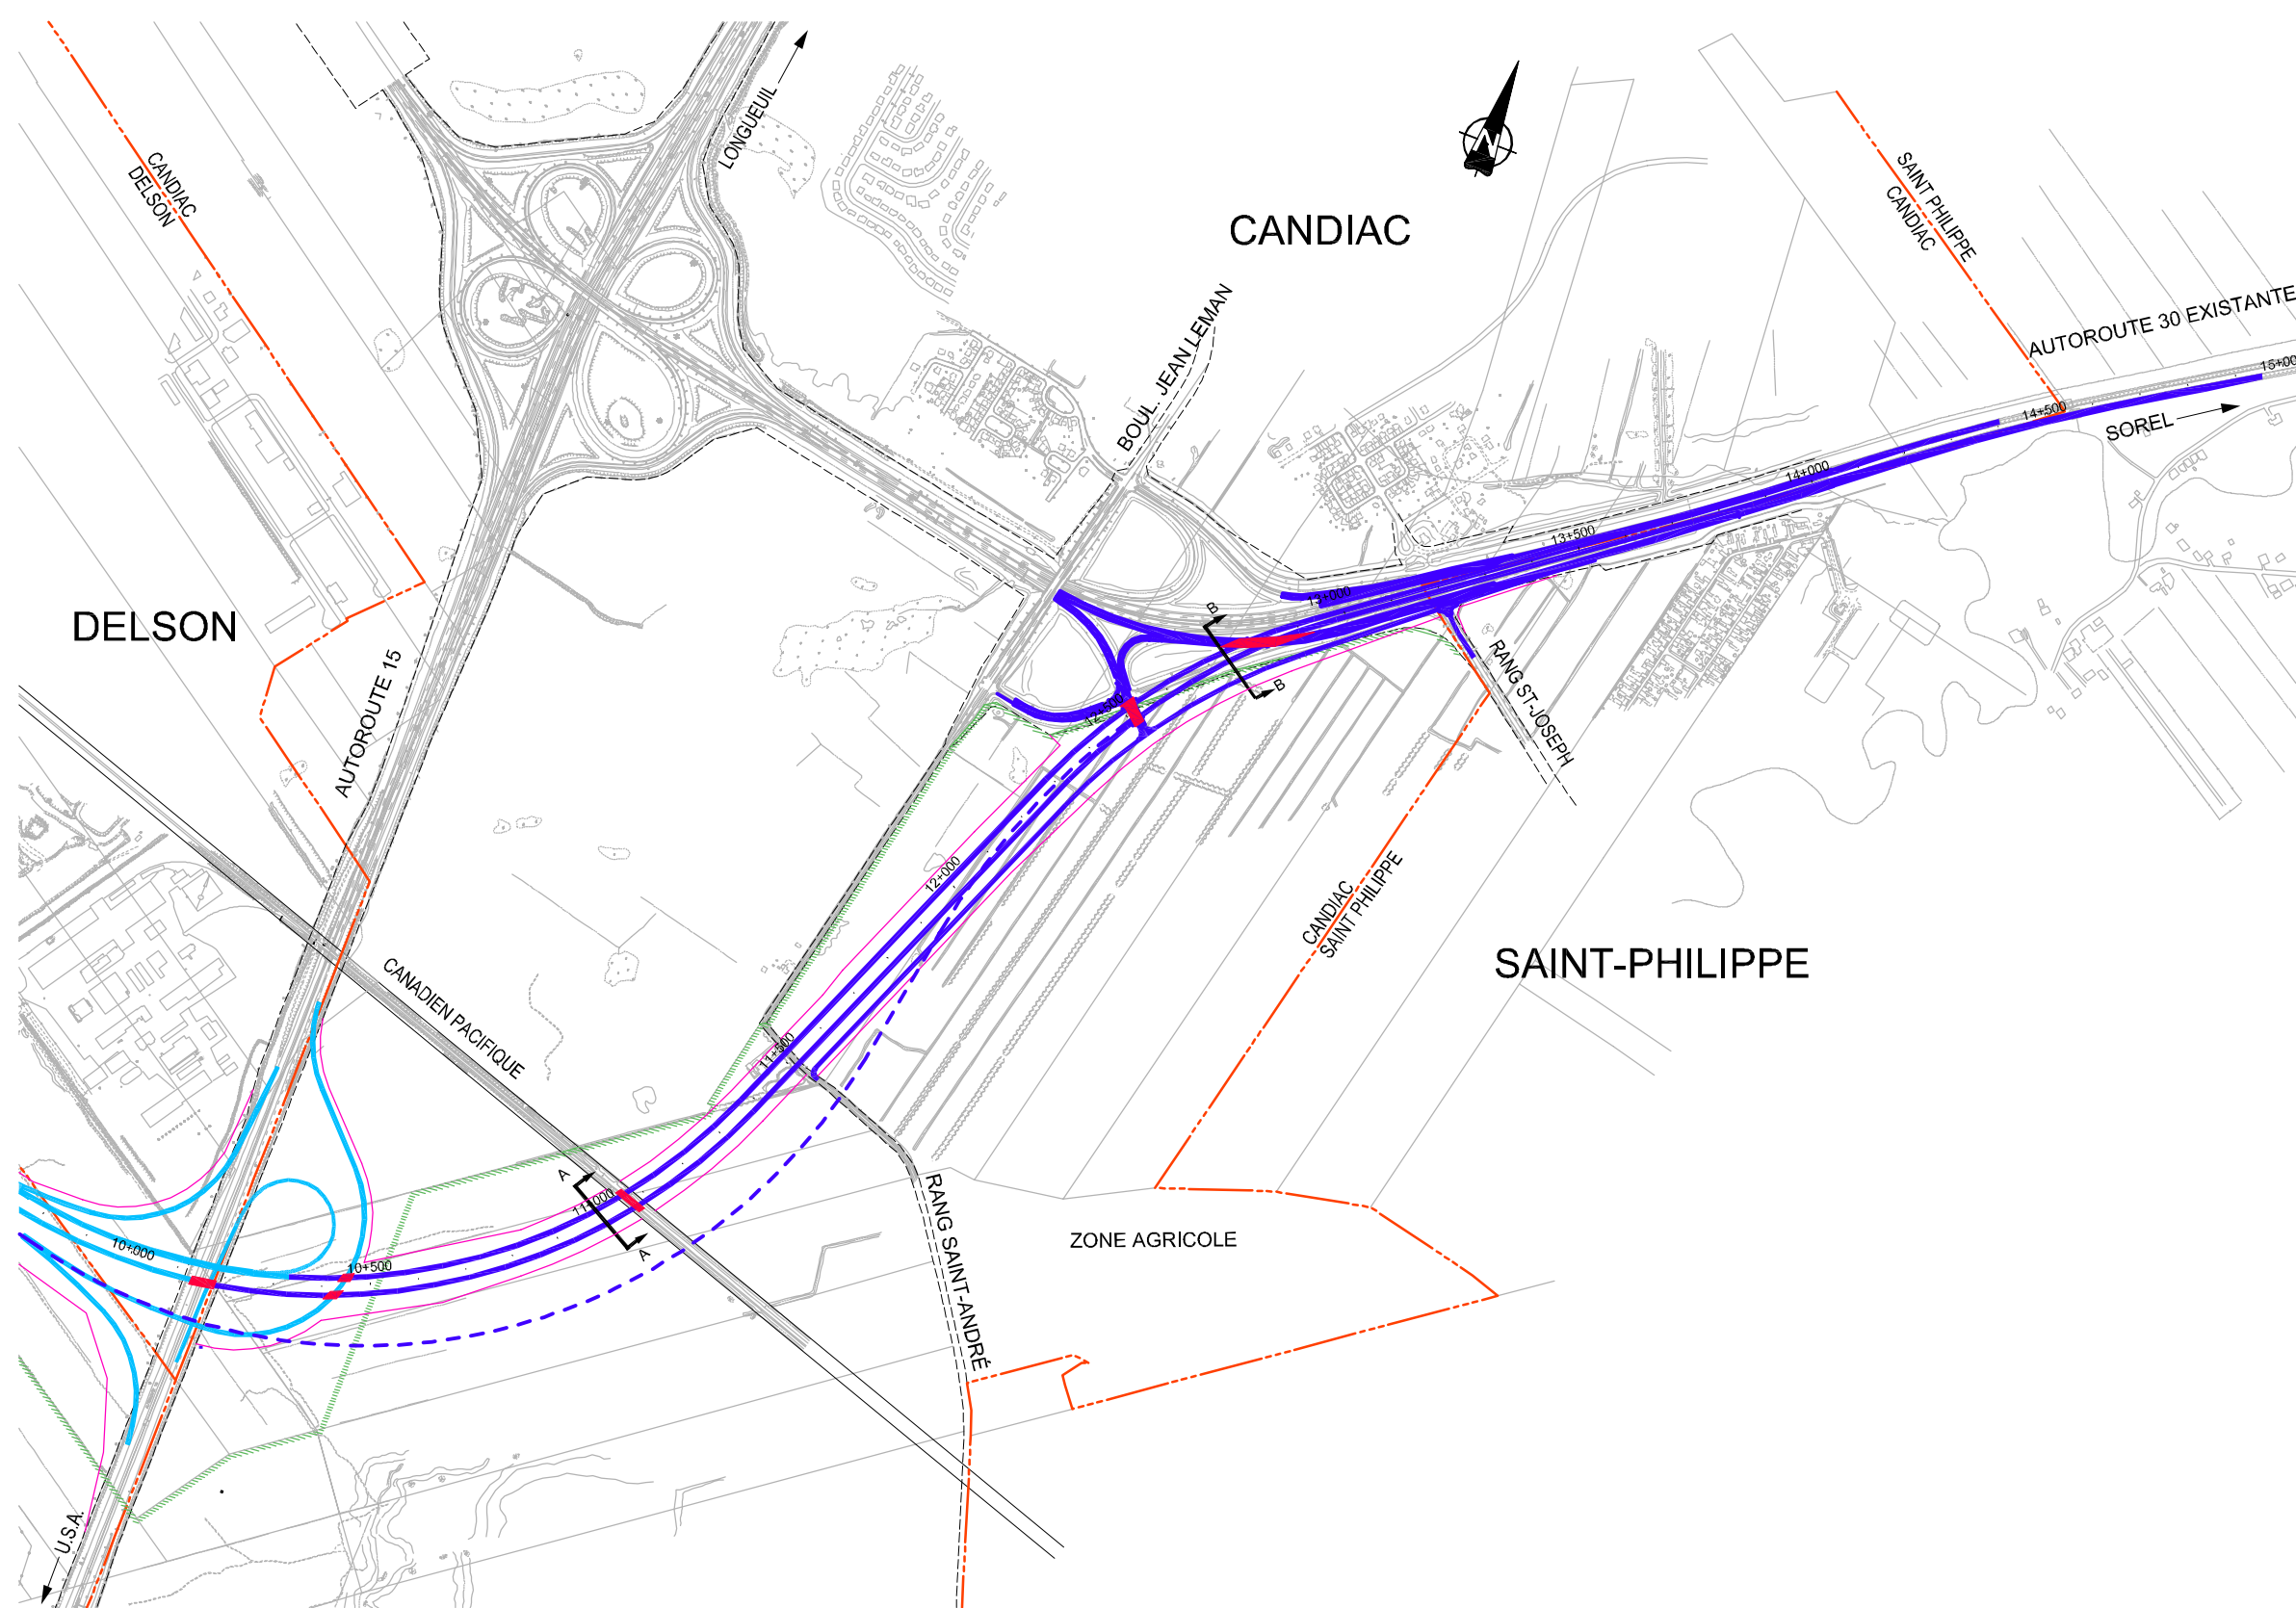 LONGUEUIL
N
CANDIAC
DELSON
SAINT PHILIPPE
CANDIAC
CANDIAC
AUTOROUTE 30 EXISTANTE
BOUL. JEAN LEMAN
15+00
14+500
SOREL
14+000
13+500
13+000
DELSON
B
B
AUTOROUTE 15
RANG ST-JOSEPH
12+500
12+000
CANDIAC
SAINT PHILIPPE
SAINT-PHILIPPE
CANADIEN PACIFIQUE
11+500
A
11+000
A
RANG SAINT-ANDRÉ
ZONE AGRICOLE
10+000
10+500
U.S.A.